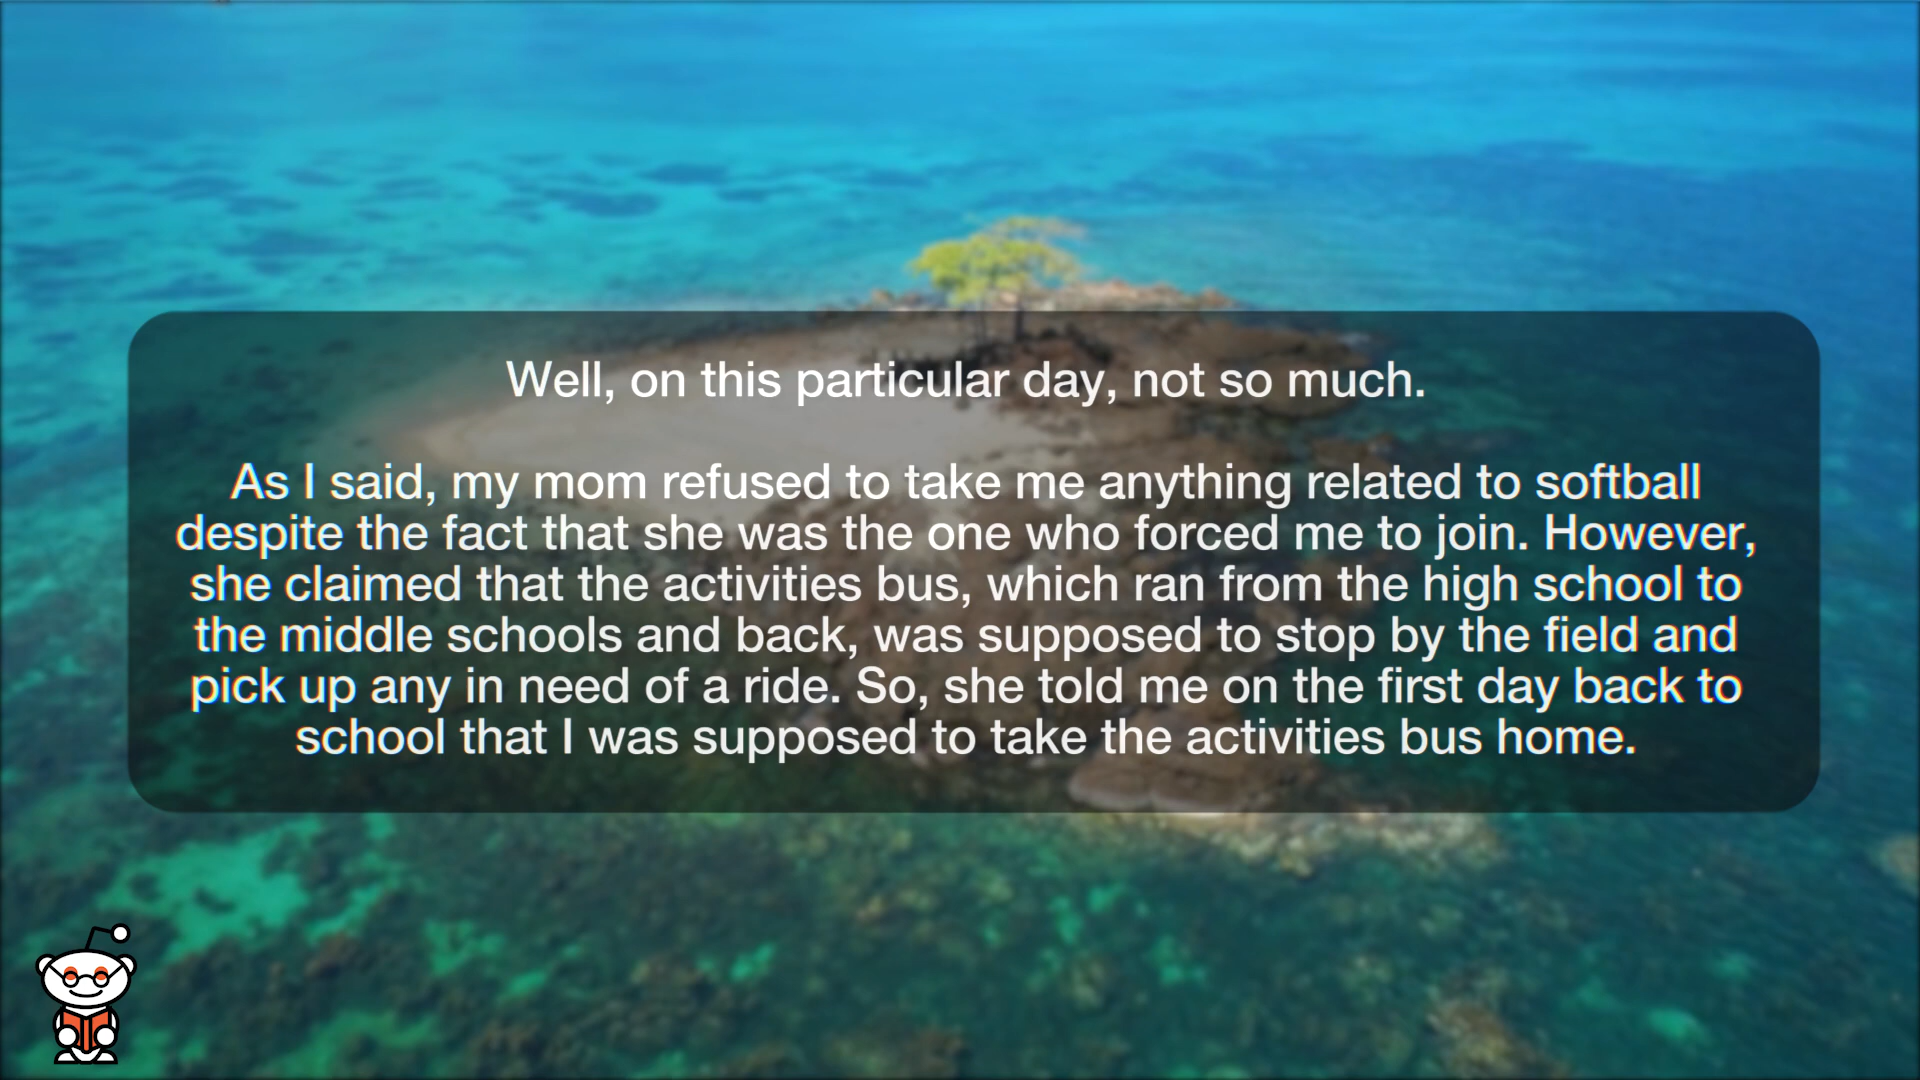 Well, on this particular day, not so much.
As I said, my mom refused to take me anything related to softball
despite the fact that she was the one who forced me to join. However,
she claimed that the activities bus, which ran from the high school to
the middle schools and back, was supposed to stop by the field and
pick up any in need of a ride. So, she told me on the first day back to
school that I was supposed to take the activities bus home.